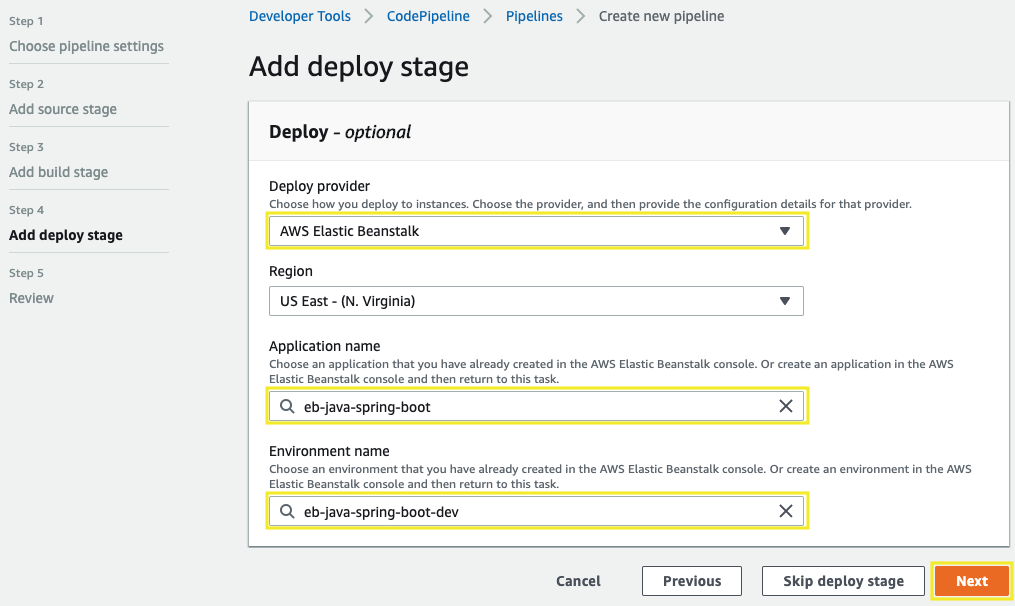 Step 1
Choose pipeline settings
Step 2
Add source stage
Step 3
Add build stage
Step 4
Add deploy stage
Step 5
Review
Developer Tools > CodePipeline > Pipelines > Create new pipeline
Add deploy stage
Deploy - optional
Deploy provider
Choose how you deploy to instances. Choose the provider, and then provide the configuration details for that provider.
AWS Elastic Beanstalk
Region
US East - (N. Virginia)
Application name
Choose an application that you have already created in the AWS Elastic Beanstalk console. Or create an application in the AWS
Elastic Beanstalk console and then return to this task.
eb-java-spring-boot
Environment name
Choose an environment that you have already created in the AWS Elastic Beanstalk console. Or create an environment in the AWS
Elastic Beanstalk console and then return to this task.
eb-java-spring-boot-dev
Cancel Previous Skip deploy stage Next